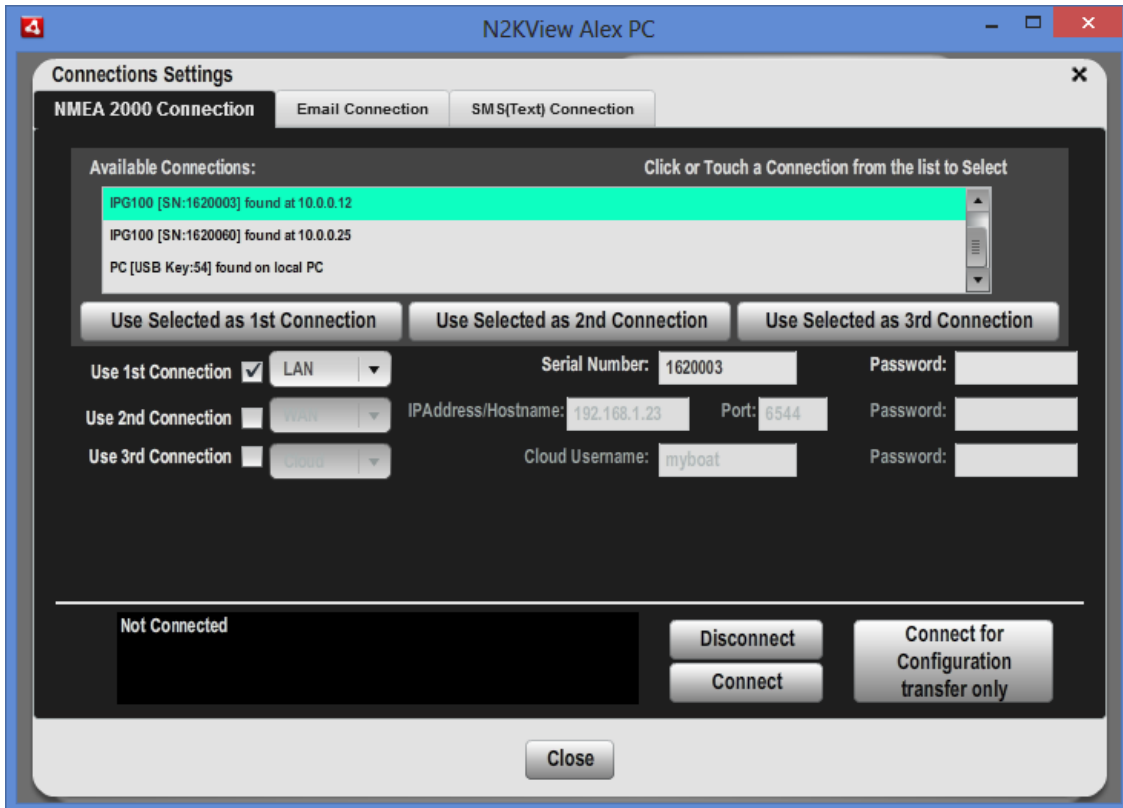 N2KView Alex PC
Connections Settings
NMEA 2000 Connection
Email Connection
SMS(Text) Connection
Available Connections:
Click or Touch a Connection from the list to Select
IPG100 [SN:1620003] found at 10.0.0.12
IPG100 [SN:1620060] found at 10.0.0.25
PC [USB Key:54] found on local PC
Use Selected as 1st Connection
Use Selected as 2nd Connection
Use Selected as 3rd Connection
Use 1st Connection LAN Serial Number: 1620003 Password:
Use 2nd Connection WAN IPAddress/Hostname: 192.168.1.23 Port: 6544 Password:
Use 3rd Connection Cloud Cloud Username: myboat Password:
Not Connected
Disconnect
Connect
Connect for
Configuration
transfer only
Close